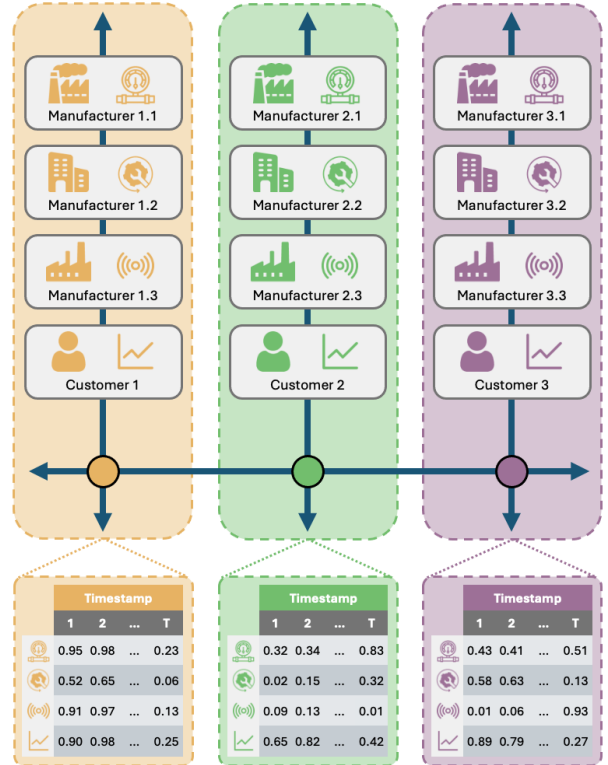 Manufacturer 1.1
Manufacturer 2.1
Manufacturer 3.1
Manufacturer 1.2
Manufacturer 2.2
Manufacturer 3.2
Manufacturer 1.3
Manufacturer 2.3
Manufacturer 3.3
Customer 1
Customer 2
Customer 3
Timestamp
1 2 ... T
0.95 0.98 ... 0.23
0.52 0.65 ... 0.06
0.91 0.97 ... 0.13
0.90 0.98 ... 0.25
Timestamp
1 2 ... T
0.32 0.34 ... 0.83
0.02 0.15 ... 0.32
0.09 0.13 ... 0.01
0.65 0.82 ... 0.42
Timestamp
1 2 ... T
0.43 0.41 ... 0.51
0.58 0.63 ... 0.13
0.01 0.06 ... 0.93
0.89 0.79 ... 0.27